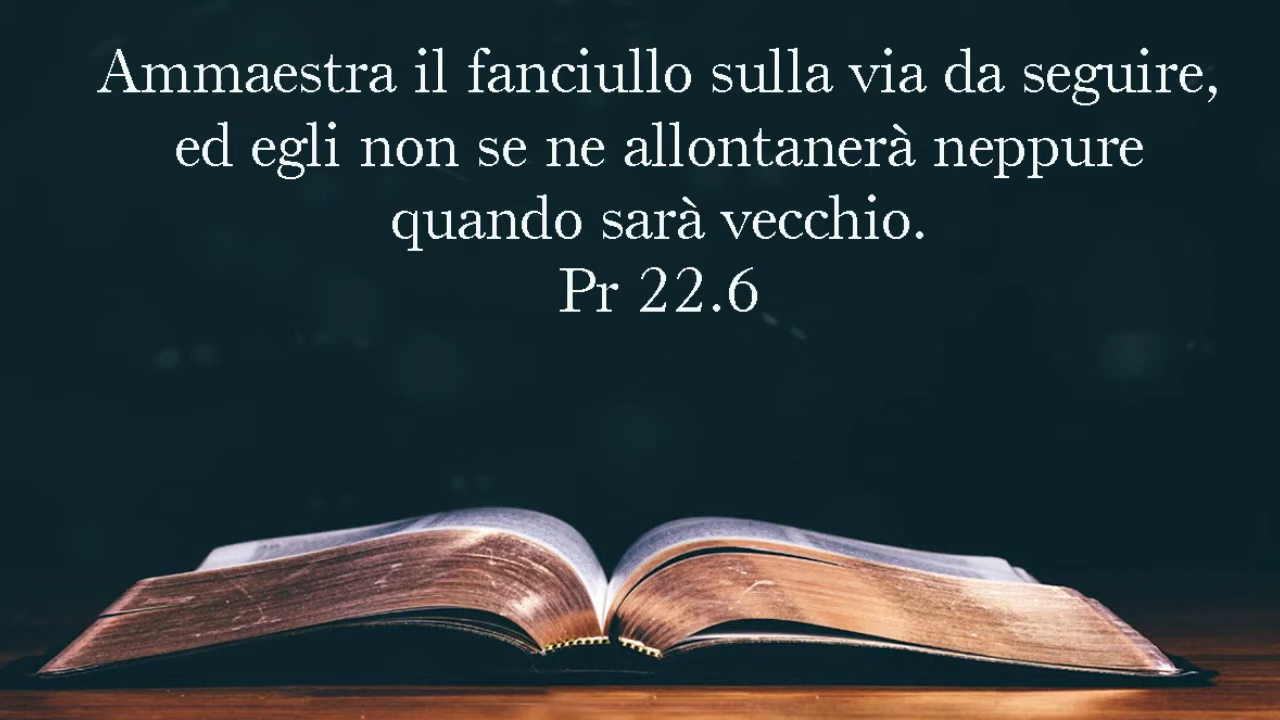 Ammaestra il fanciullo sulla via da seguire,
ed egli non se ne allontanerà neppure
quando sarà vecchio.
Pr 22.6